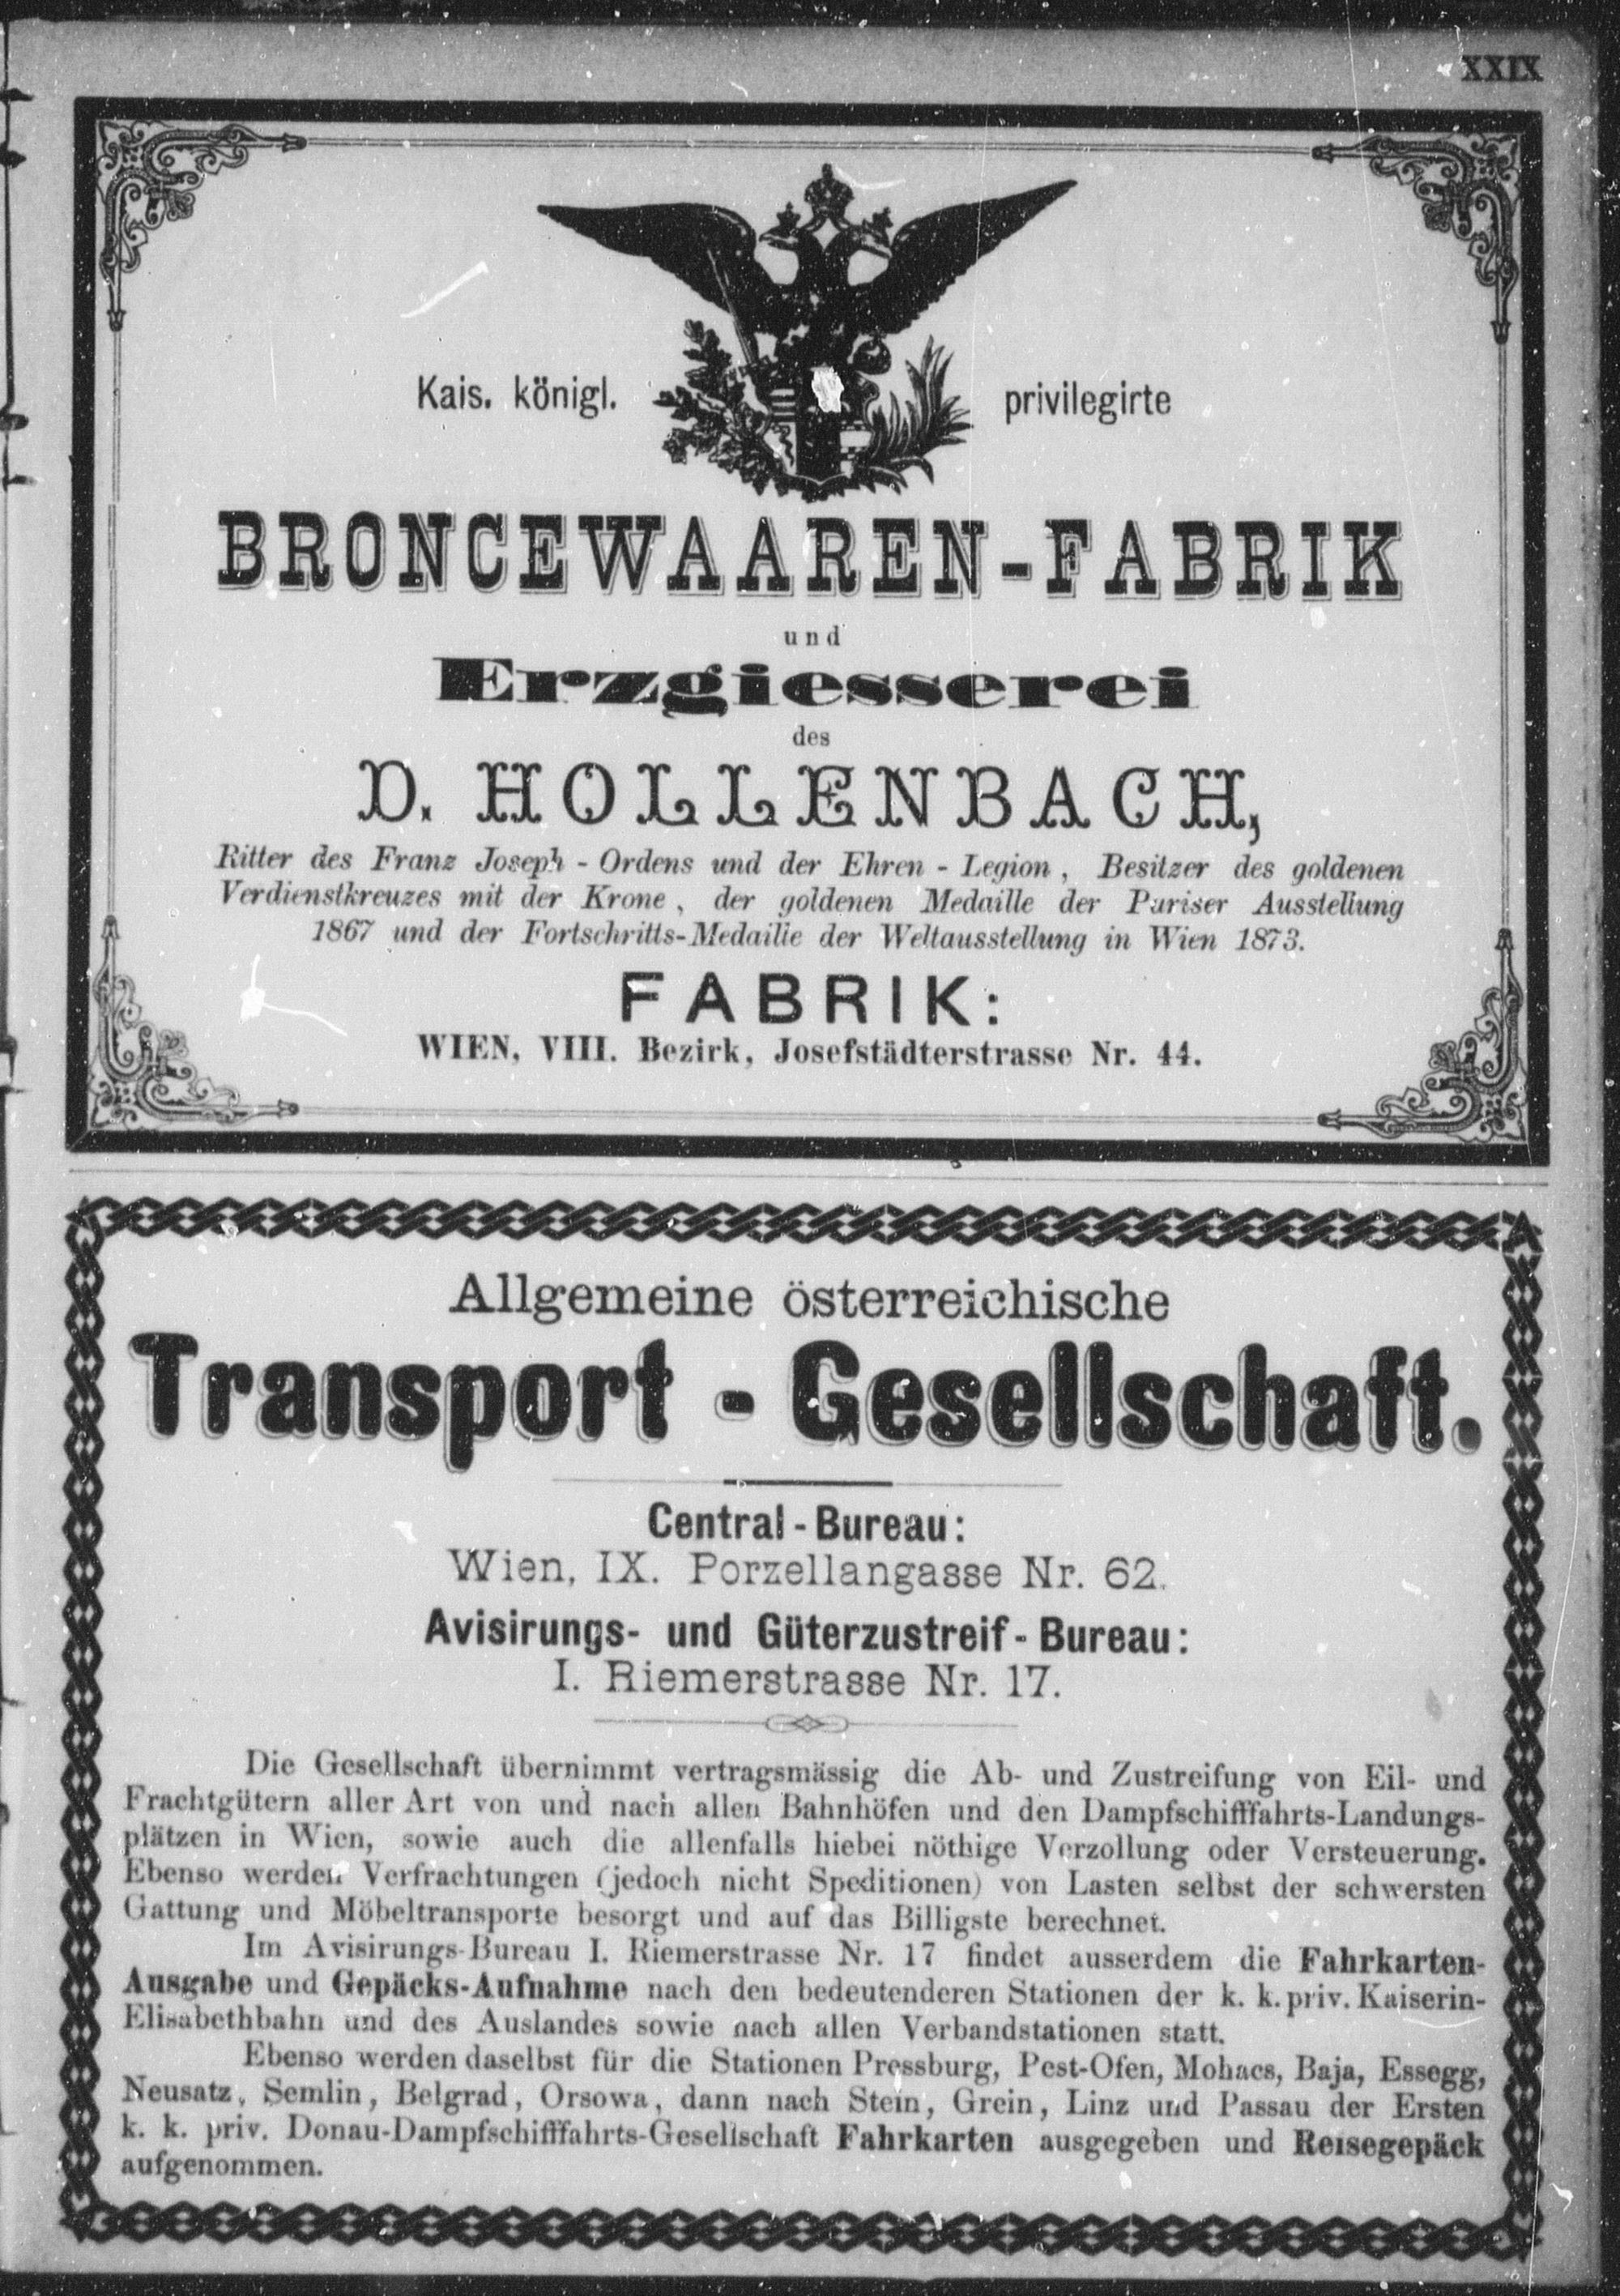 XXIX
Kais. königl. privilegirte
BRONCEWAAREN-FABRIK
und
Erzgiesserei
des
D. HOLLENBACH,
Ritter des Franz Joseph - Ordens und der Ehren - Legion, Besitzer des goldenen
Verdienstkreuzes mit der Krone, der goldenen Medaille der Pariser Ausstellung
1867 und der Fortschritts-Medaille der Weltausstellung in Wien 1873.
FABRIK:
WIEN, VIII. Bezirk, Josefstädterstrasse Nr. 44.
Allgemeine österreichische
Transport - Gesellschaft.
Central - Bureau:
Wien, IX. Porzellangasse Nr. 62.
Avisirungs- und Güterzustreif - Bureau:
I. Riemerstrasse Nr. 17.
Die Gesellschaft übernimmt vertragsmässig die Ab- und Zustreifung von Eil- und
Frachtgütern aller Art von und nach allen Bahnhöfen und den Dampfschifffahrts-Landungs-
plätzen in Wien, sowie auch die allenfalls hiebei nöthige Verzollung oder Versteuerung.
Ebenso werden Verfrachtungen (jedoch nicht Speditionen) von Lasten selbst der schwersten
Gattung und Möbeltransporte besorgt und auf das Billigste berechnet.
Im Avisirungs-Bureau I. Riemerstrasse Nr. 17 findet ausserdem die Fahrkarten-
Ausgabe und Gepäcks-Aufnahme nach den bedeutenderen Stationen der k. k. priv. Kaiserin-
Elisabethbahn und des Auslandes sowie nach allen Verbandstationen statt.
Ebenso werden daselbst für die Stationen Pressburg, Pest-Ofen, Mohacs, Baja, Essegg,
Neusatz, Semlin, Belgrad, Orsowa, dann nach Stein, Grein, Linz und Passau der Ersten
k. k. priv. Donau-Dampfschifffahrts-Gesellschaft Fahrkarten ausgegeben und Reisegepäck
aufgenommen.